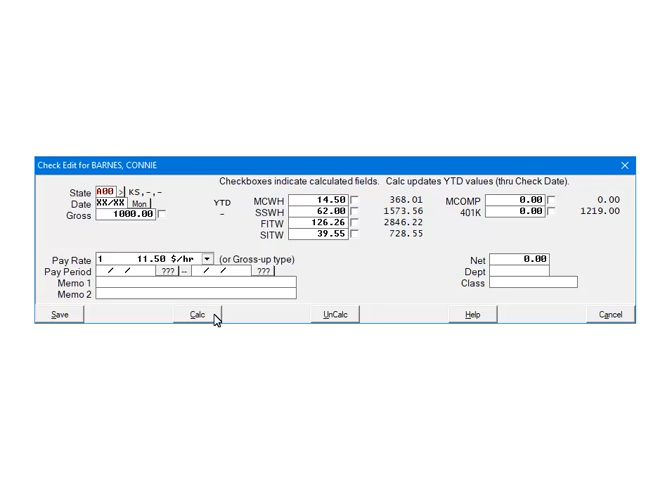 Check Edit for BARNES, CONNIE
Checkboxes indicate calculated fields. Calc updates YTD values (thru Check Date).
State A00 > KS,-,-
Date XX/XX Mon
Gross 1000.00
YTD
-
MCWH 14.50 368.01
SSWH 62.00 1573.56
FITW 126.26 2846.22
SITW 39.55 728.55
MCOMP 0.00 0.00
401K 0.00 1219.00
Pay Rate 1 11.50 $/hr (or Gross-up type)
Pay Period / / ??? -- / / ???
Memo 1
Memo 2
Net 0.00
Dept
Class
Save Calc UnCalc Help Cancel